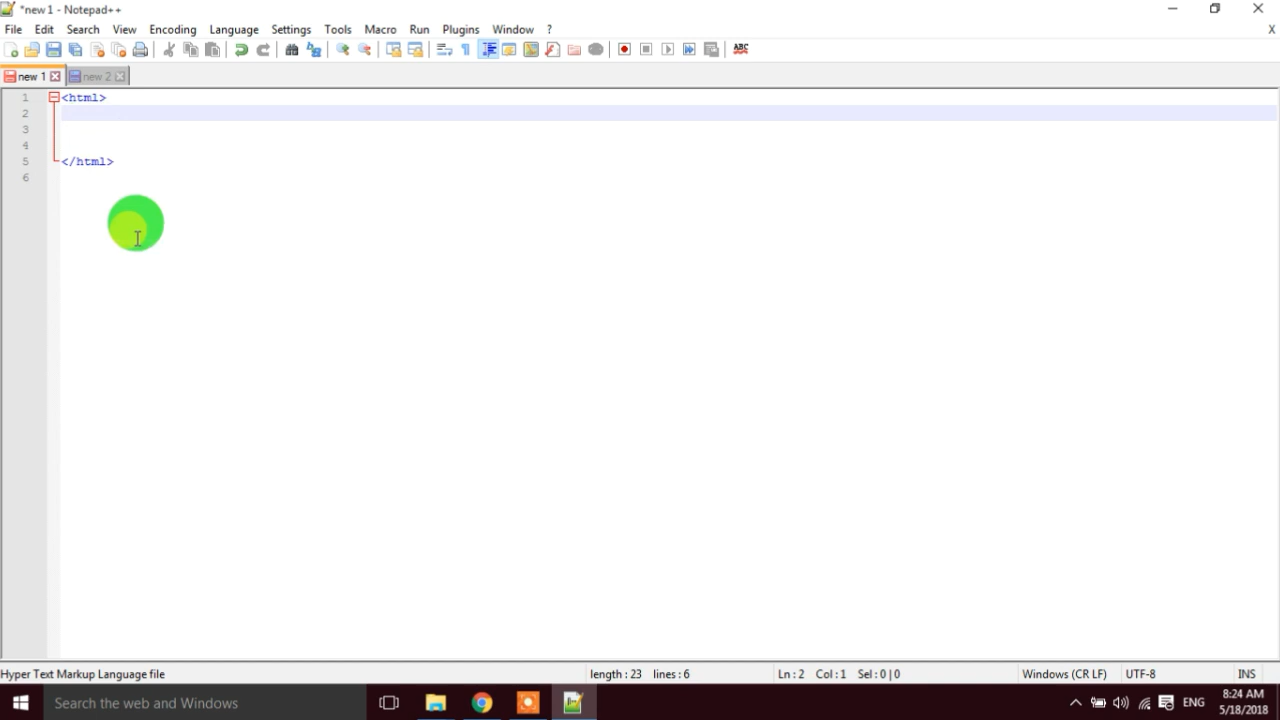 *new 1 - Notepad++
File Edit Search View Encoding Language Settings Tools Macro Run Plugins Window ? X
ABC
new 1 new 2
1 <html>
2
3
4
5 </html>
6
Hyper Text Markup Language file length : 23 lines : 6 Ln : 2 Col : 1 Sel : 0 | 0 Windows (CR LF) UTF-8 INS
Search the web and Windows ENG 8:24 AM
5/18/2018